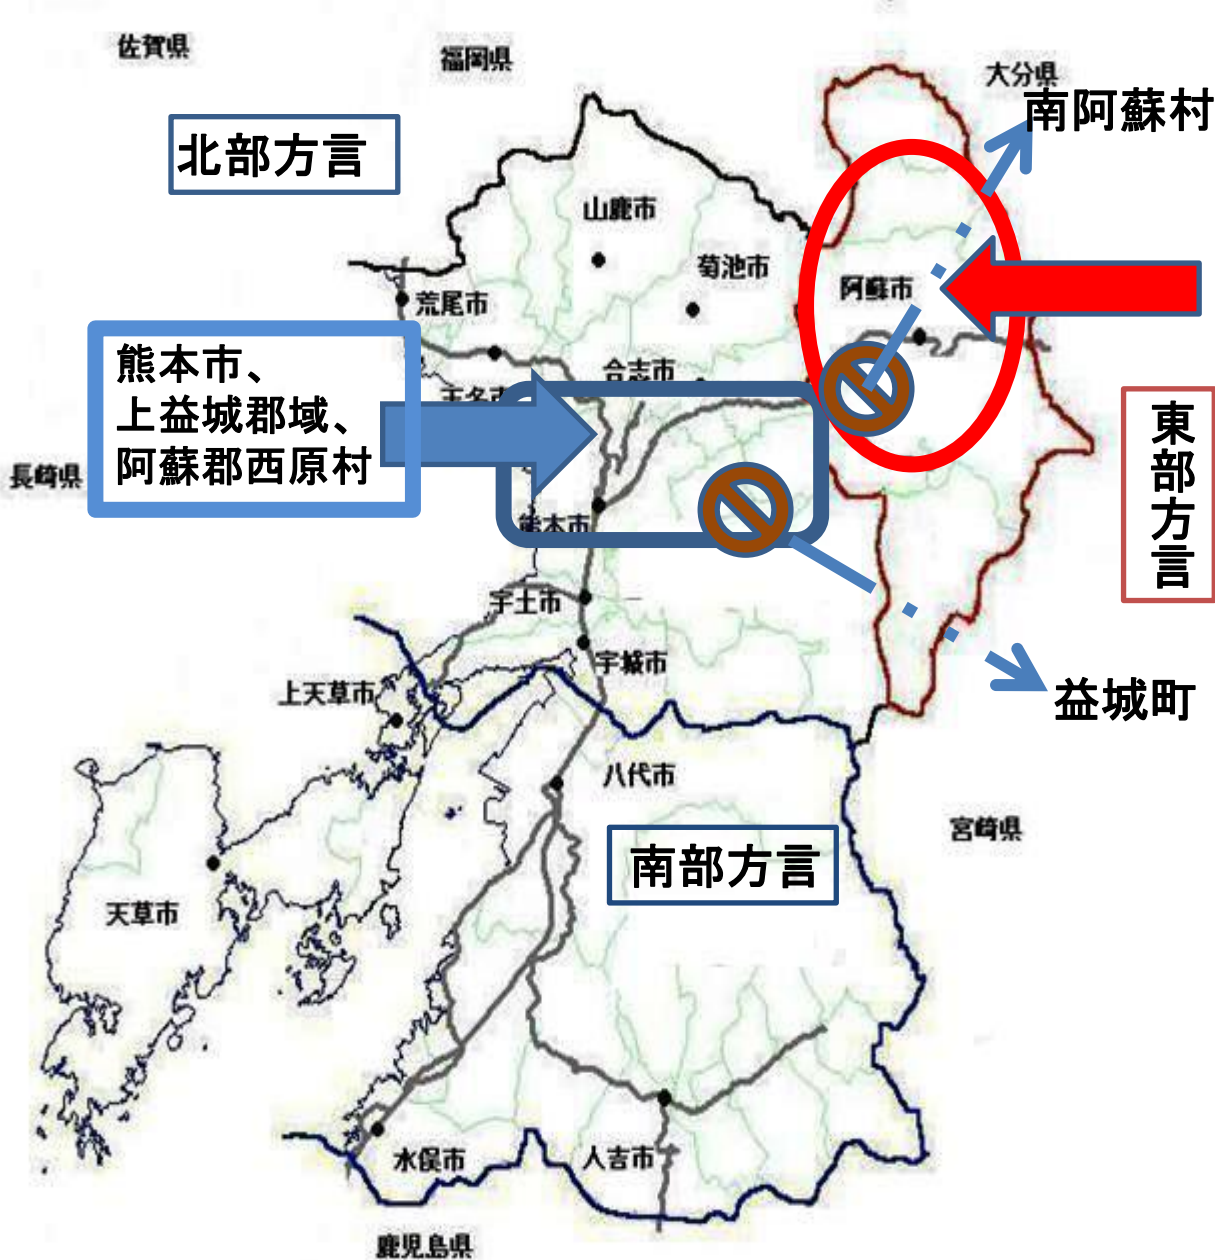 佐賀県
福岡県
大分県
南阿蘇村
北部方言
山鹿市
菊池市
阿蘇市
荒尾市
熊本市、
上益城郡域、
阿蘇郡西原村
合志市
玉名市
長崎県
東部方言
熊本市
宇土市
宇城市
上天草市
益城町
八代市
宮崎県
南部方言
天草市
水俣市
人吉市
鹿児島県